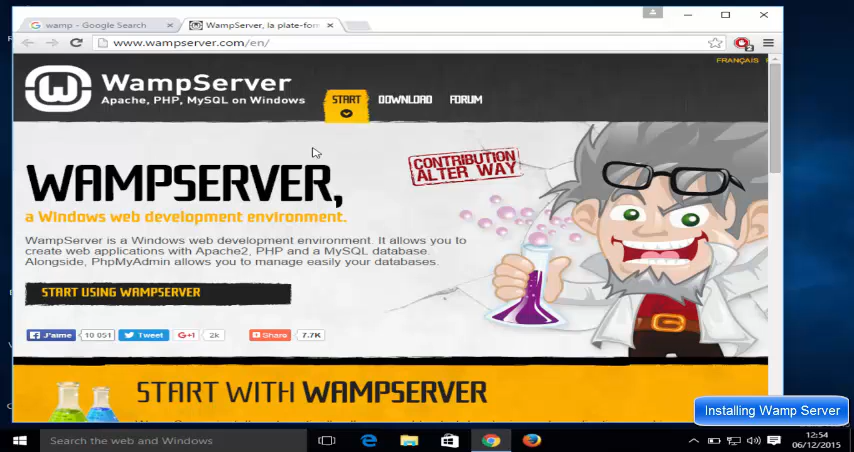 wamp - Google Search
WampServer, la plate-for
www.wampserver.com/en/
2
FRANÇAIS
WampServer
Apache, PHP, MySQL on Windows
START
DOWNLOAD
FORUM
CONTRIBUTION
ALTER WAY
WAMPSERVER,
a Windows web development environment.
WampServer is a Windows web development environment. It allows you to
create web applications with Apache2, PHP and a MySQL database.
Alongside, PhpMyAdmin allows you to manage easily your databases.
START USING WAMPSERVER
J'aime
10 051
Tweet
G+1
2k
Share
7.7K
START WITH WAMPSERVER
Installing Wamp Server
Search the web and Windows
12:54
06/12/2015